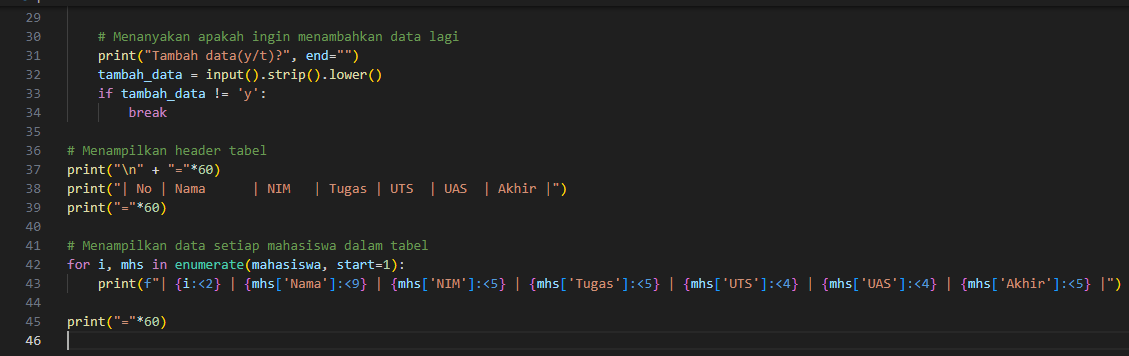 29
30 # Menanyakan apakah ingin menambahkan data lagi
31 print("Tambah data(y/t)?", end="")
32 tambah_data = input().strip().lower()
33 if tambah_data != 'y':
34 break
35
36 # Menampilkan header tabel
37 print("\n" + "="*60)
38 print("| No | Nama      | NIM   | Tugas | UTS  | UAS  | Akhir |")
39 print("="*60)
40
41 # Menampilkan data setiap mahasiswa dalam tabel
42 for i, mhs in enumerate(mahasiswa, start=1):
43 print(f"| {i:<2} | {mhs['Nama']:<9} | {mhs['NIM']:<5} | {mhs['Tugas']:<5} | {mhs['UTS']:<4} | {mhs['UAS']:<4} | {mhs['Akhir']:<5} |")
44
45 print("="*60)
46